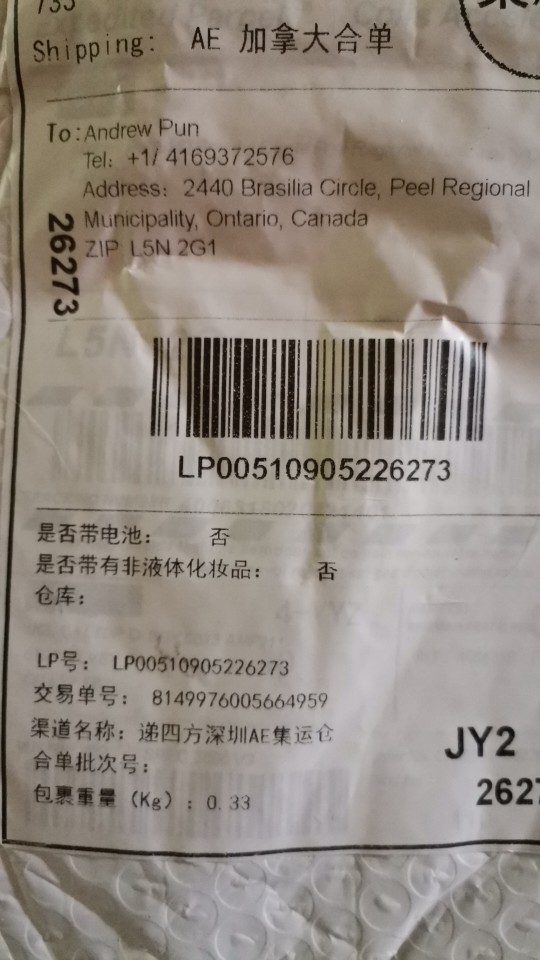 733
Shipping: AE 加拿大合单
To: Andrew Pun
Tel: +1/ 4169372576
Address: 2440 Brasilia Circle, Peel Regional
Municipality, Ontario, Canada
ZIP L5N 2G1
26273
LP00510905226273
是否带电池： 否
是否带有非液体化妆品： 否
仓库：
LP号： LP00510905226273
交易单号： 8149976005664959
渠道名称：递四方深圳AE集运仓
合单批次号：
包裹重量（Kg）：0.33
JY2
2627